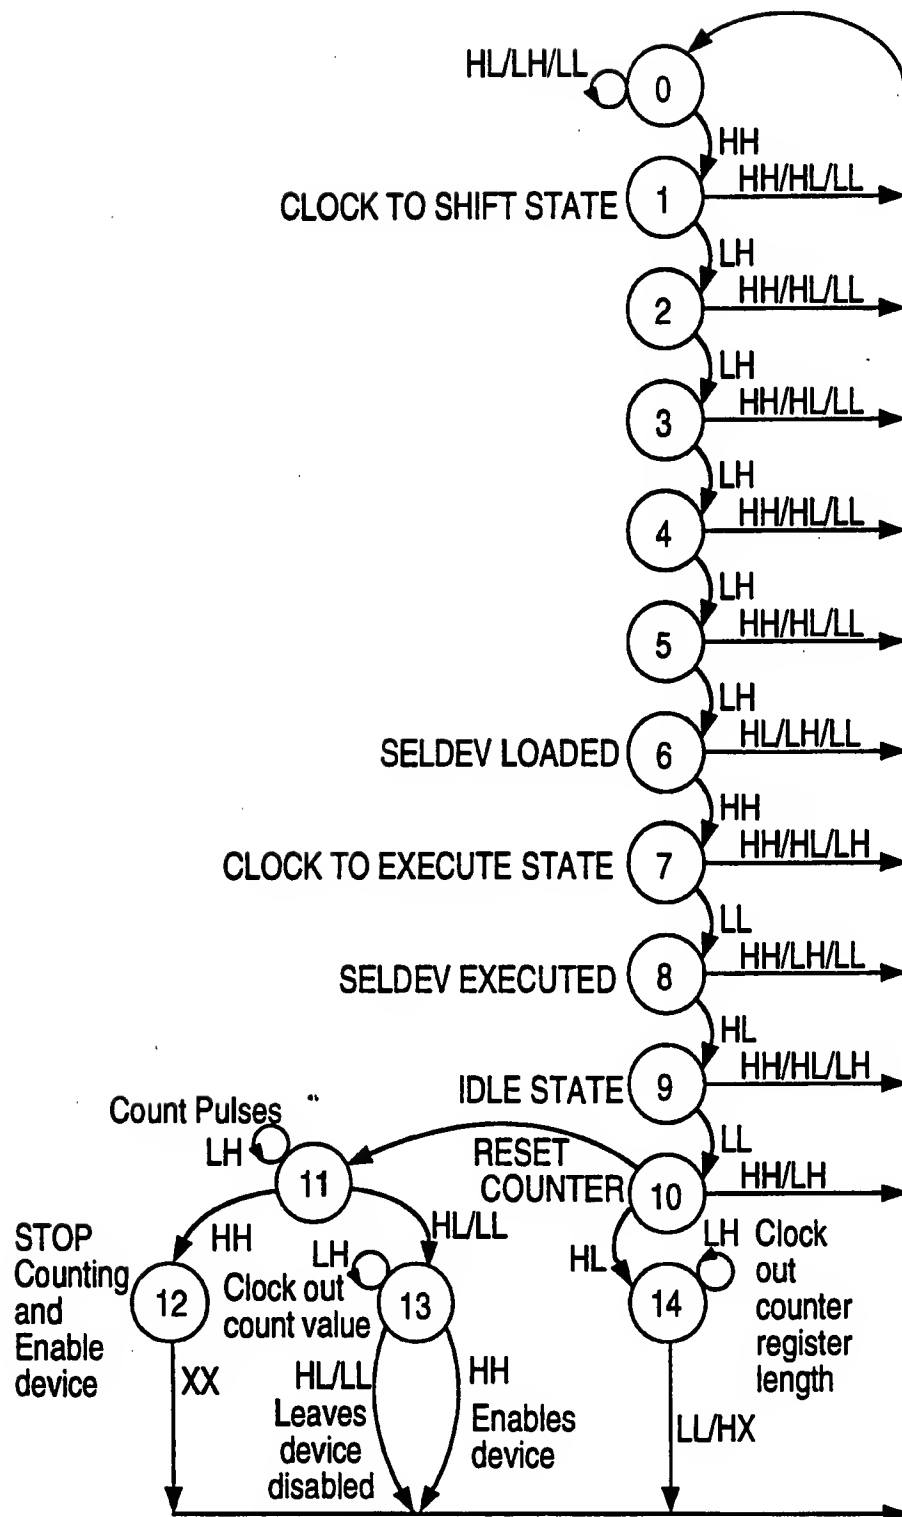 HL/LH/LL
0
HH
CLOCK TO SHIFT STATE
1
HH/HL/LL
LH
2
HH/HL/LL
LH
3
HH/HL/LL
LH
4
HH/HL/LL
LH
5
HH/HL/LL
LH
SELDEV LOADED
6
HL/LH/LL
HH
CLOCK TO EXECUTE STATE
7
HH/HL/LH
LL
SELDEV EXECUTED
8
HH/LH/LL
HL
IDLE STATE
9
HH/HL/LH
LL
RESET
COUNTER
10
HH/LH
Count Pulses
LH
11
HH
HL/LL
STOP
Counting
and
Enable
device
12
XX
LH
Clock out
count value
13
HL/LL
Leaves
device
disabled
HH
Enables
device
HL
14
LH
Clock
out
counter
register
length
LL/HX